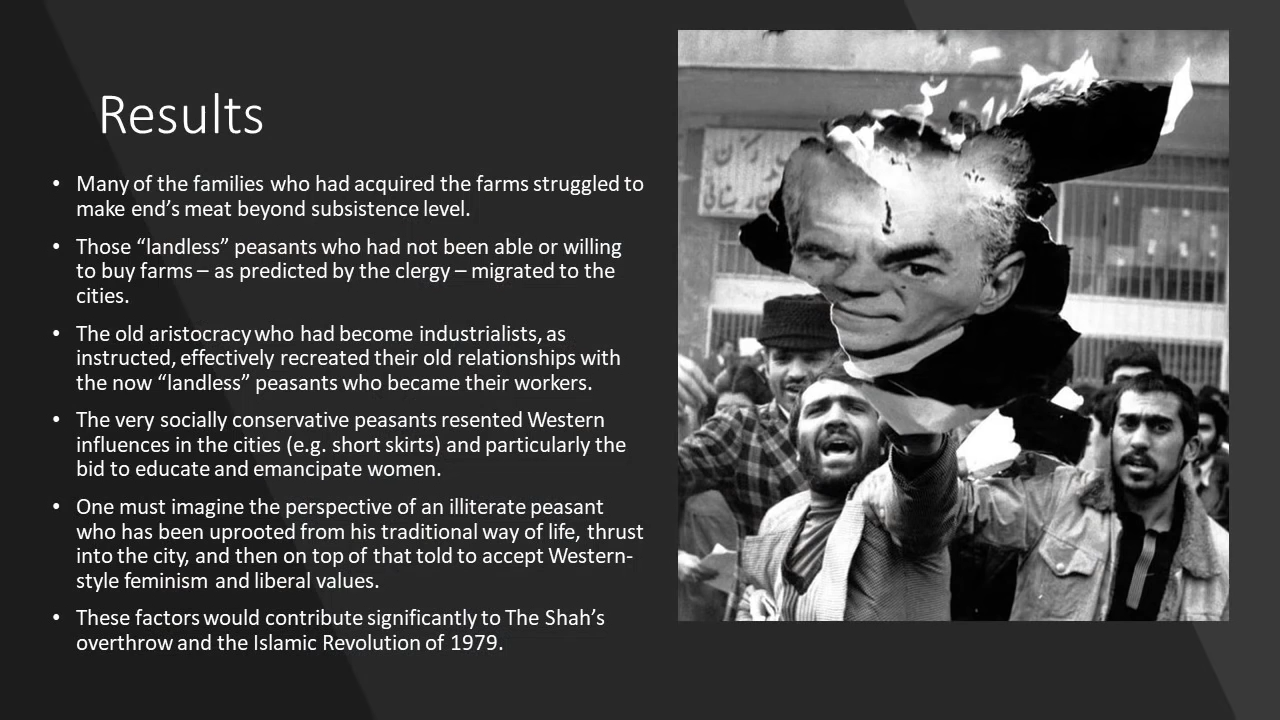 Results
• Many of the families who had acquired the farms struggled to
make end’s meat beyond subsistence level.
• Those “landless” peasants who had not been able or willing
to buy farms – as predicted by the clergy – migrated to the
cities.
• The old aristocracy who had become industrialists, as
instructed, effectively recreated their old relationships with
the now “landless” peasants who became their workers.
• The very socially conservative peasants resented Western
influences in the cities (e.g. short skirts) and particularly the
bid to educate and emancipate women.
• One must imagine the perspective of an illiterate peasant
who has been uprooted from his traditional way of life, thrust
into the city, and then on top of that told to accept Western-
style feminism and liberal values.
• These factors would contribute significantly to The Shah’s
overthrow and the Islamic Revolution of 1979.